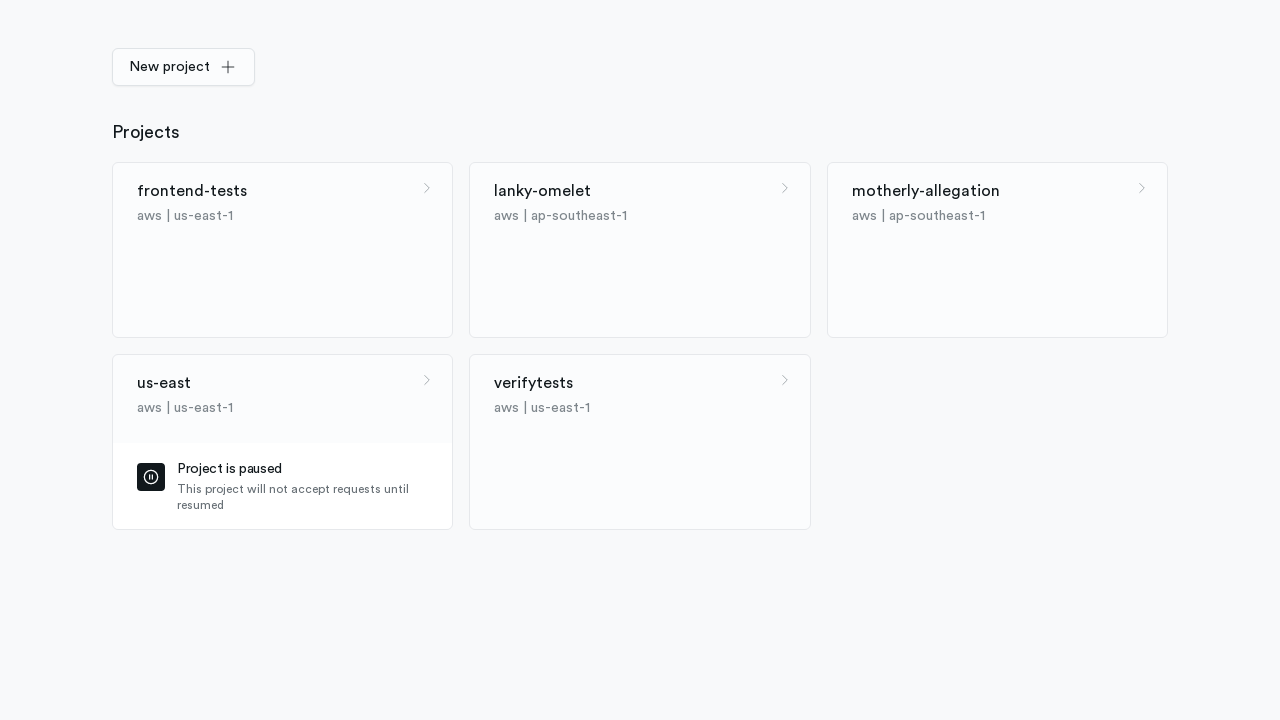 New project
Projects
frontend-tests
aws | us-east-1
lanky-omelet
aws | ap-southeast-1
motherly-allegation
aws | ap-southeast-1
us-east
aws | us-east-1
Project is paused
This project will not accept requests until
resumed
verifytests
aws | us-east-1